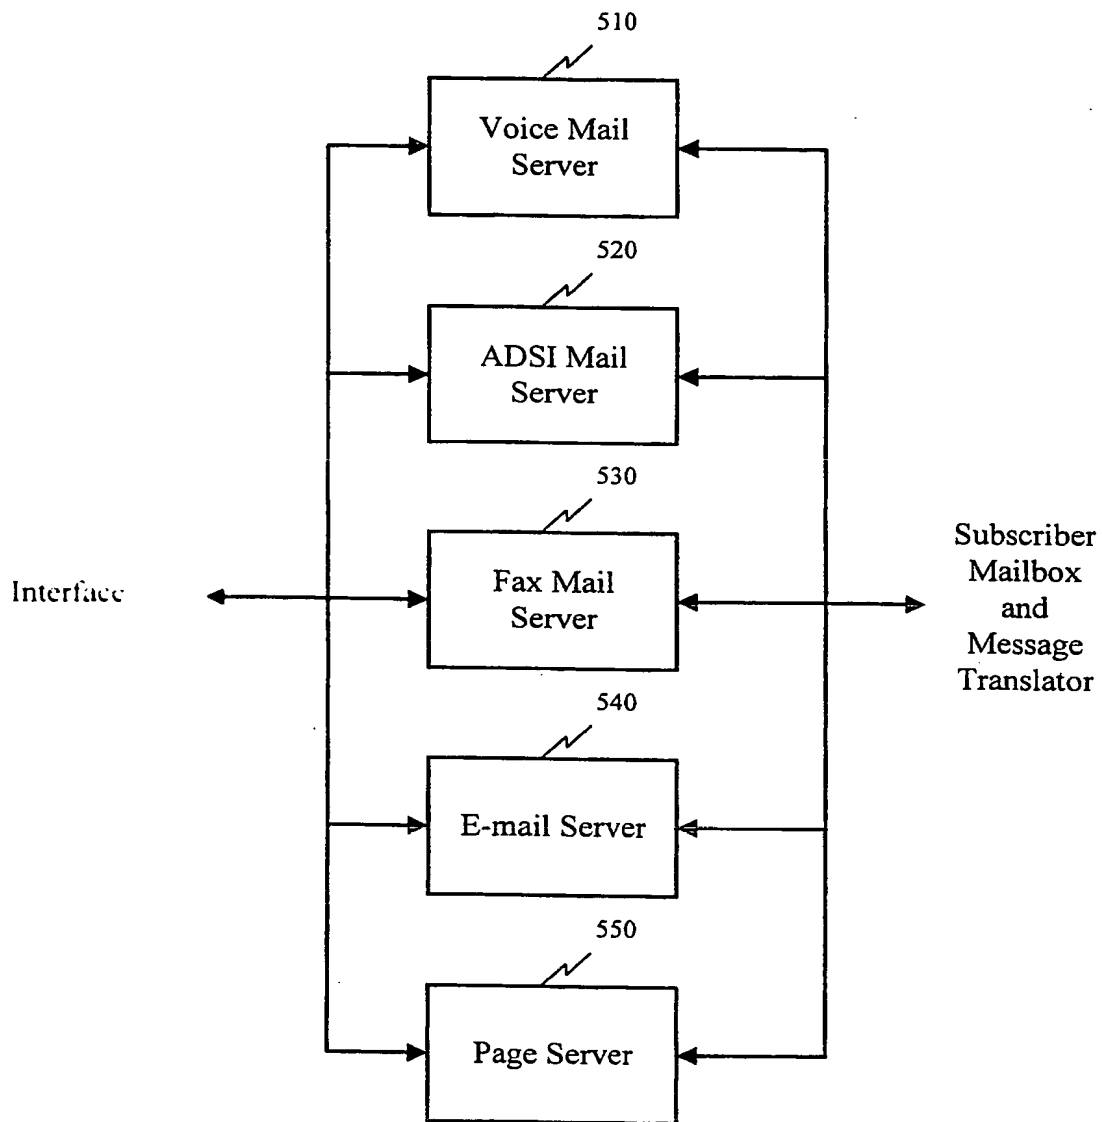 510
Voice Mail
Server
520
ADSI Mail
Server
530
Fax Mail
Server
Interface
Subscriber
Mailbox
and
Message
Translator
540
E-mail Server
550
Page Server